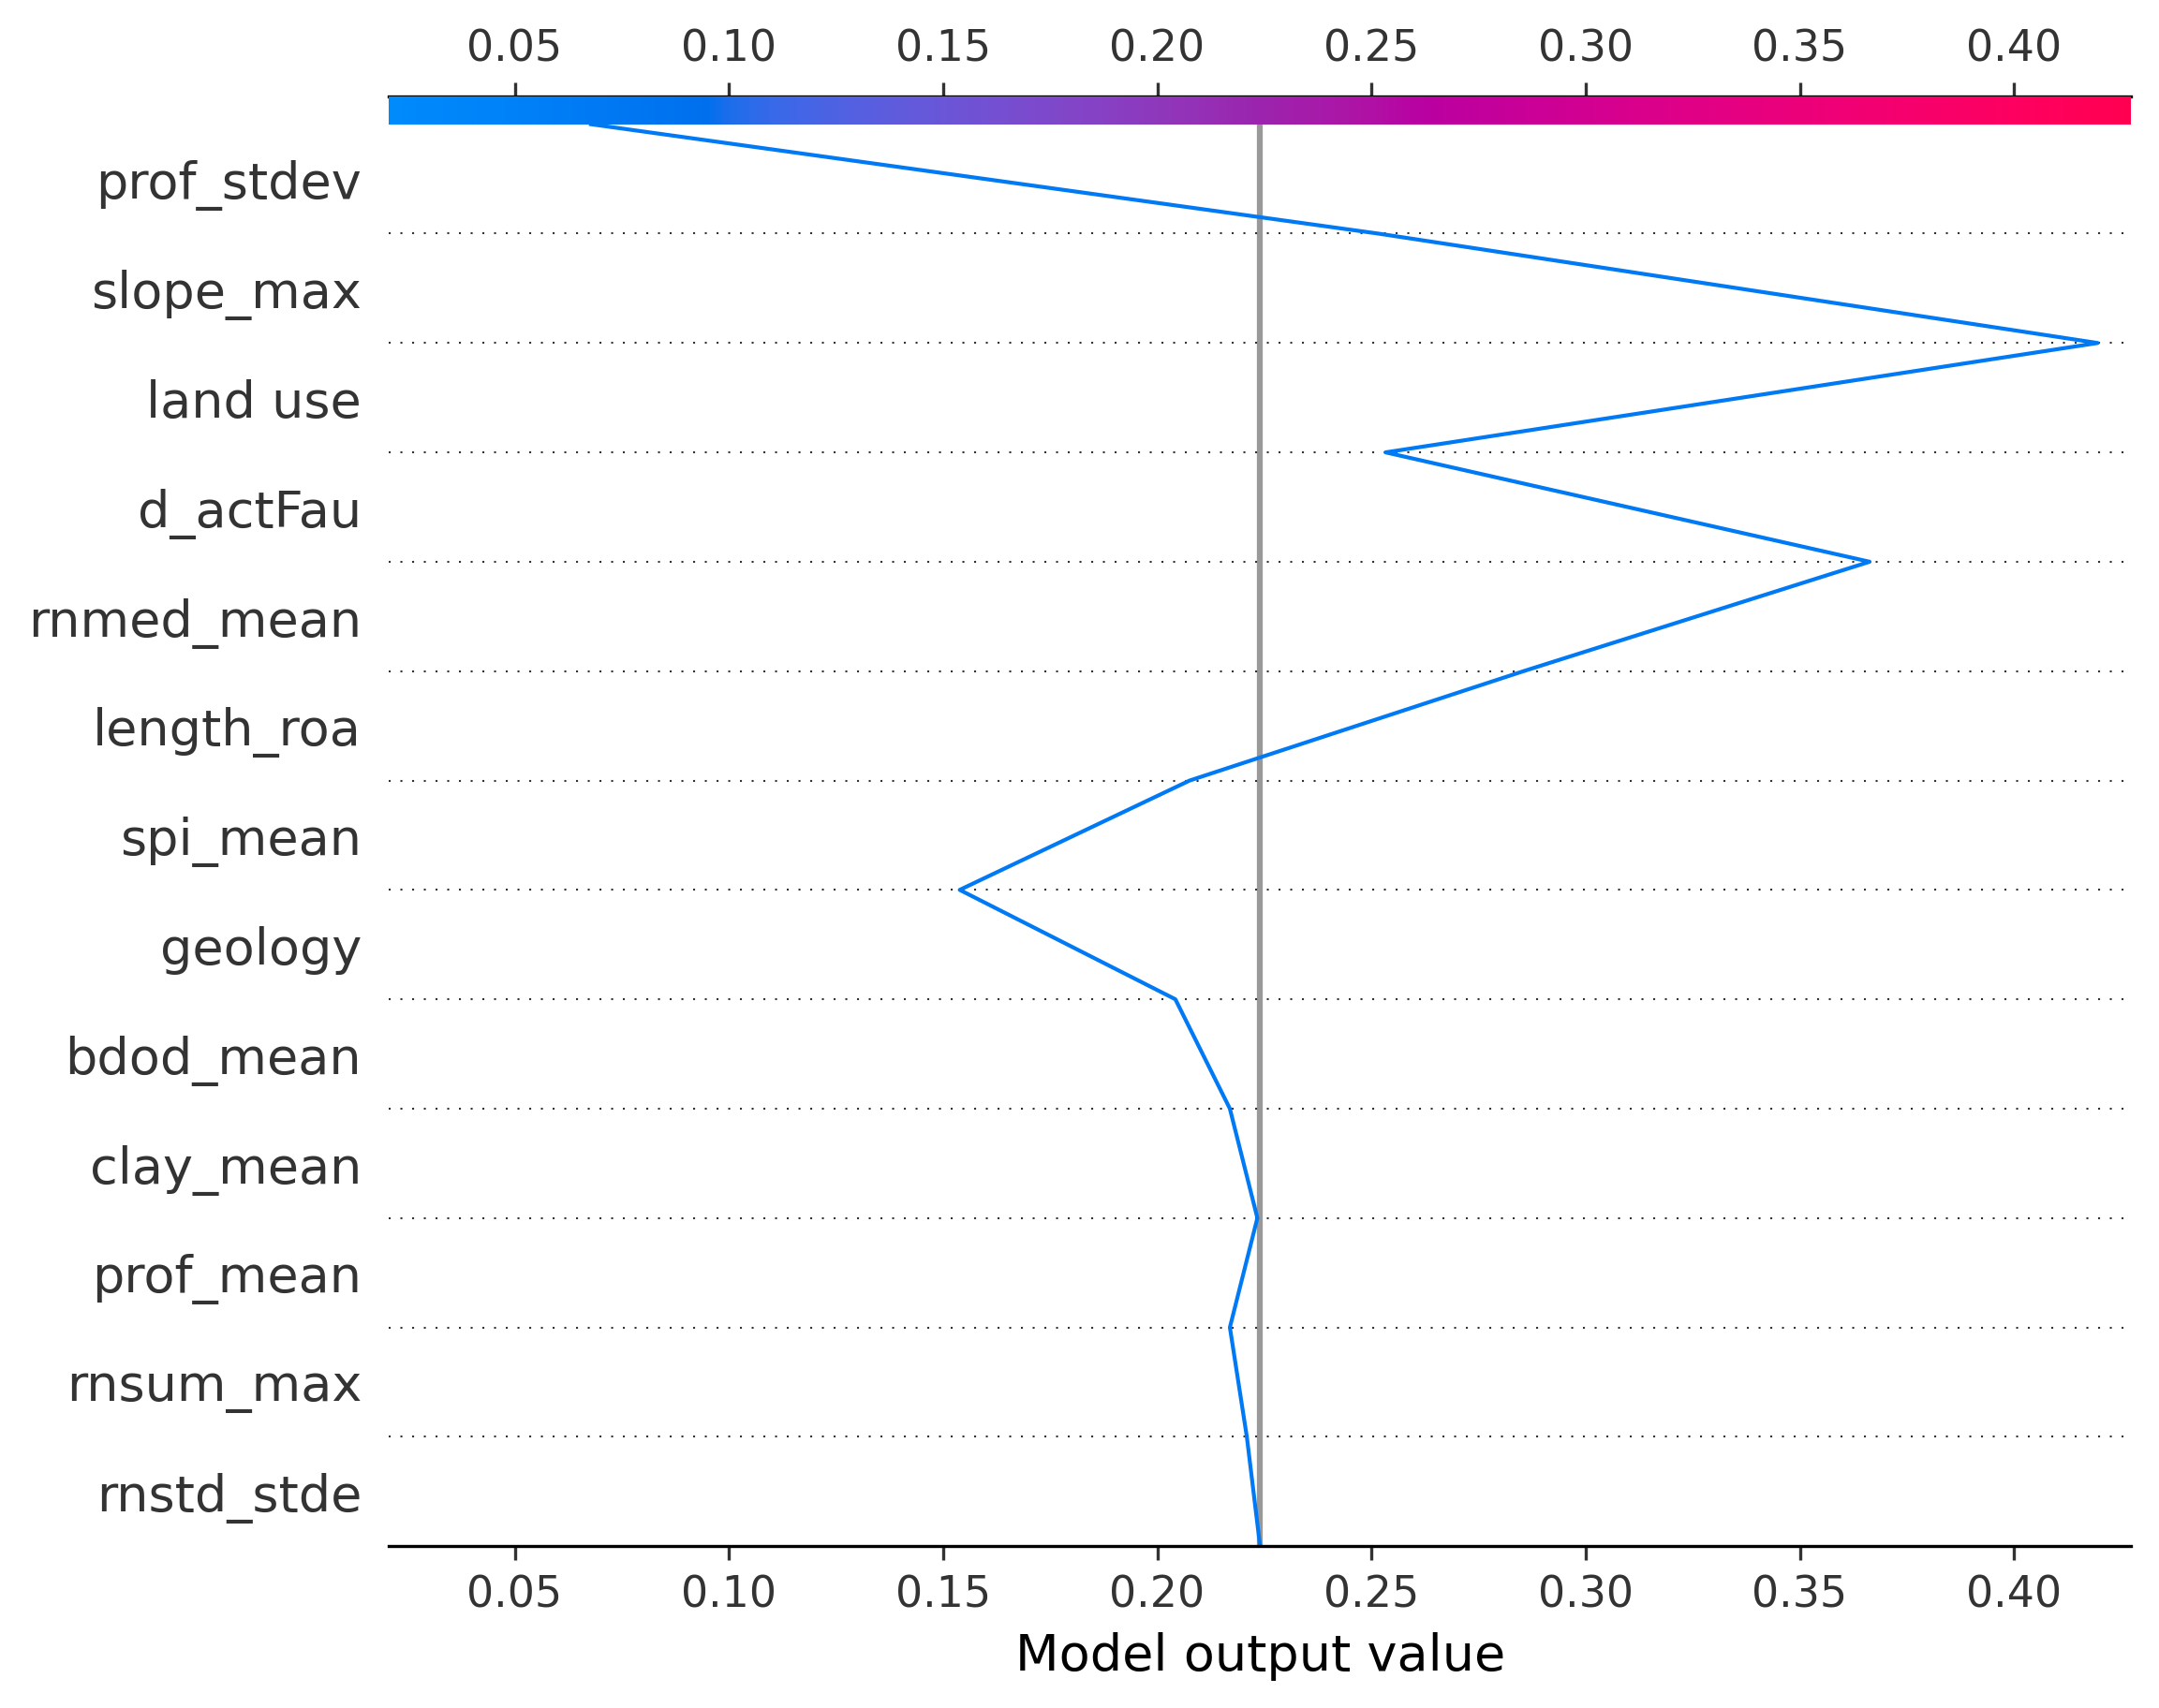 0.05 0.10 0.15 0.20 0.25 0.30 0.35 0.40
prof_stdev
slope_max
land use
d_actFau
rnmed_mean
length_roa
spi_mean
geology
bdod_mean
clay_mean
prof_mean
rnsum_max
rnstd_stde
0.05 0.10 0.15 0.20 0.25 0.30 0.35 0.40
Model output value